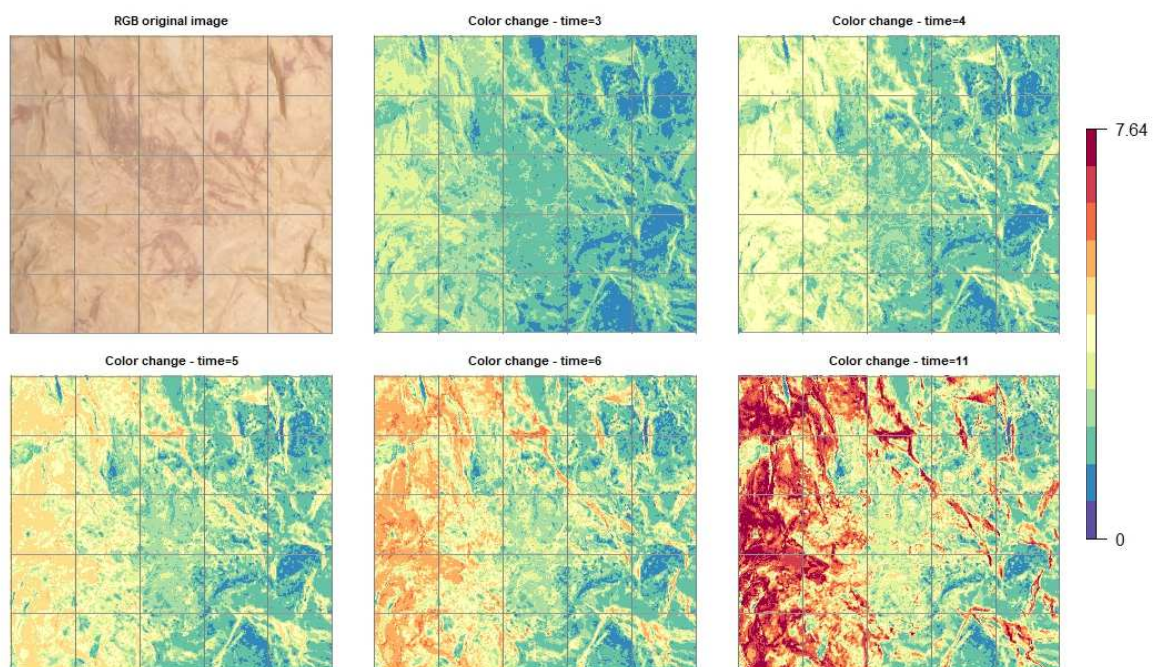 RGB original image
Color change - time=3
Color change - time=4
7.64
0
Color change - time=5
Color change - time=6
Color change - time=11